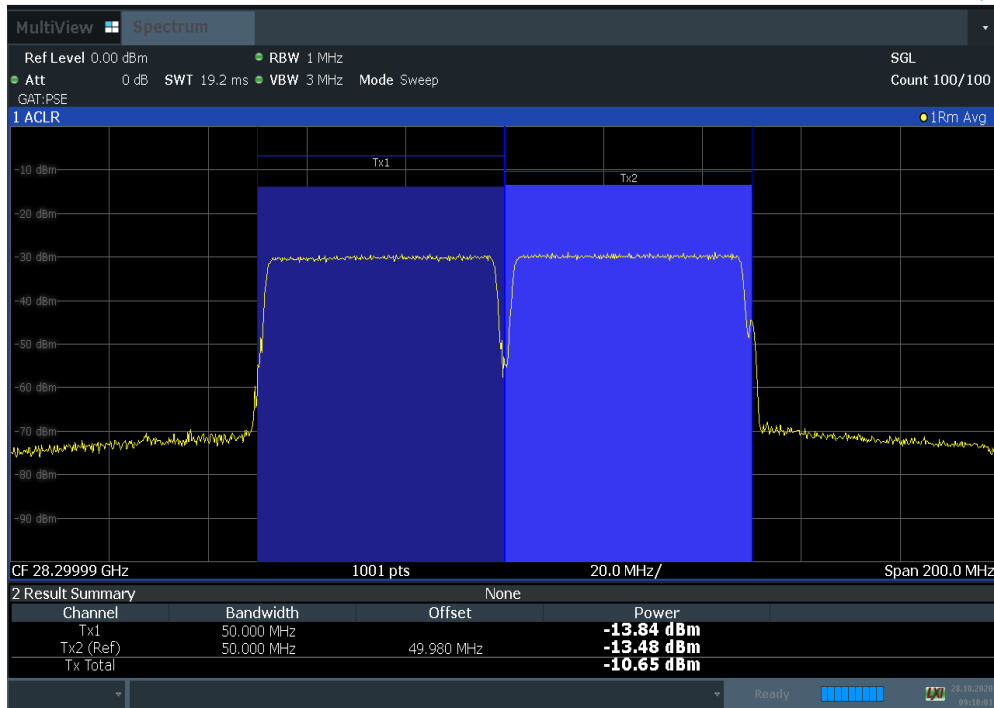 MultiView Spectrum
Ref Level 0.00 dBm RBW 1 MHz SGL
Att 0 dB SWT 19.2 ms VBW 3 MHz Mode Sweep Count 100/100
GAT:PSE
1 ACLR 1Rm Avg
Tx1
-10 dBm
Tx2
-20 dBm
-30 dBm
-40 dBm
-50 dBm
-60 dBm
-70 dBm
-80 dBm
-90 dBm
CF 28.29999 GHz 1001 pts 20.0 MHz/ Span 200.0 MHz
2 Result Summary None
Channel Bandwidth Offset Power
Tx1 50.000 MHz -13.84 dBm
Tx2 (Ref) 50.000 MHz 49.980 MHz -13.48 dBm
Tx Total -10.65 dBm
Ready LXI 28.10.2020
09:18:01